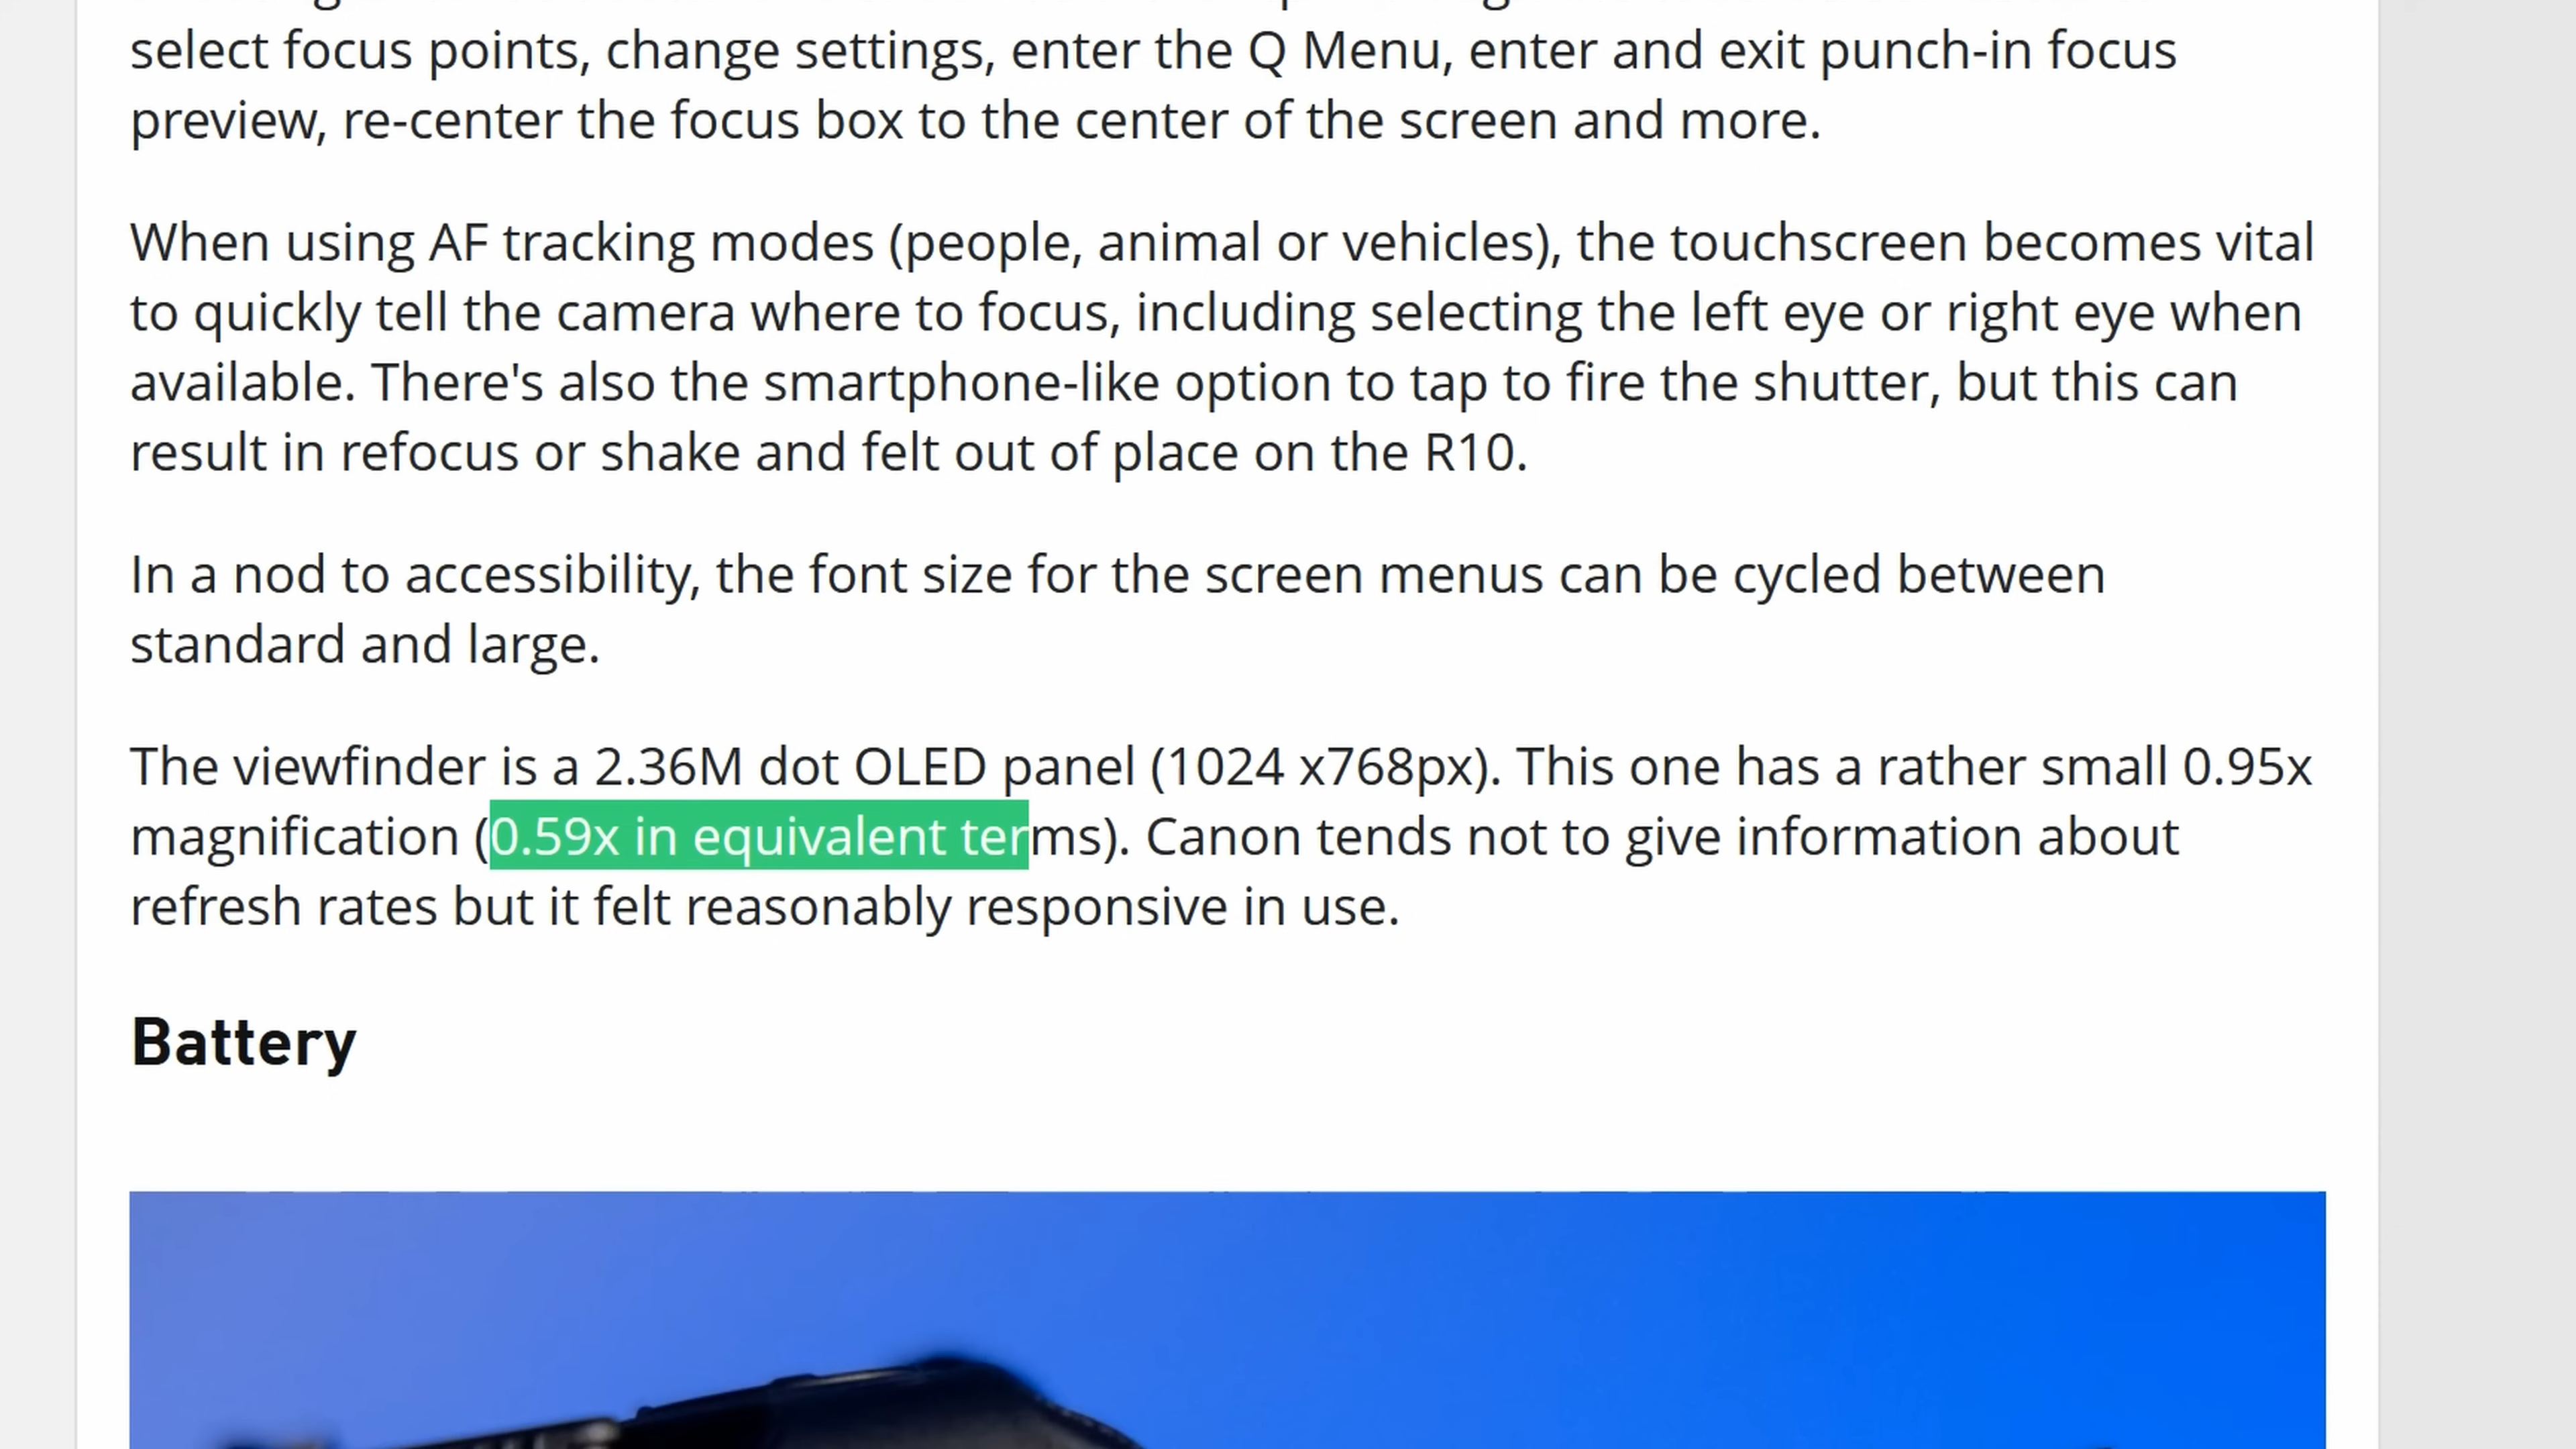 select focus points, change settings, enter the Q Menu, enter and exit punch-in focus
preview, re-center the focus box to the center of the screen and more.
When using AF tracking modes (people, animal or vehicles), the touchscreen becomes vital
to quickly tell the camera where to focus, including selecting the left eye or right eye when
available. There's also the smartphone-like option to tap to fire the shutter, but this can
result in refocus or shake and felt out of place on the R10.
In a nod to accessibility, the font size for the screen menus can be cycled between
standard and large.
The viewfinder is a 2.36M dot OLED panel (1024 x768px). This one has a rather small 0.95x
magnification (0.59x in equivalent terms). Canon tends not to give information about
refresh rates but it felt reasonably responsive in use.
Battery